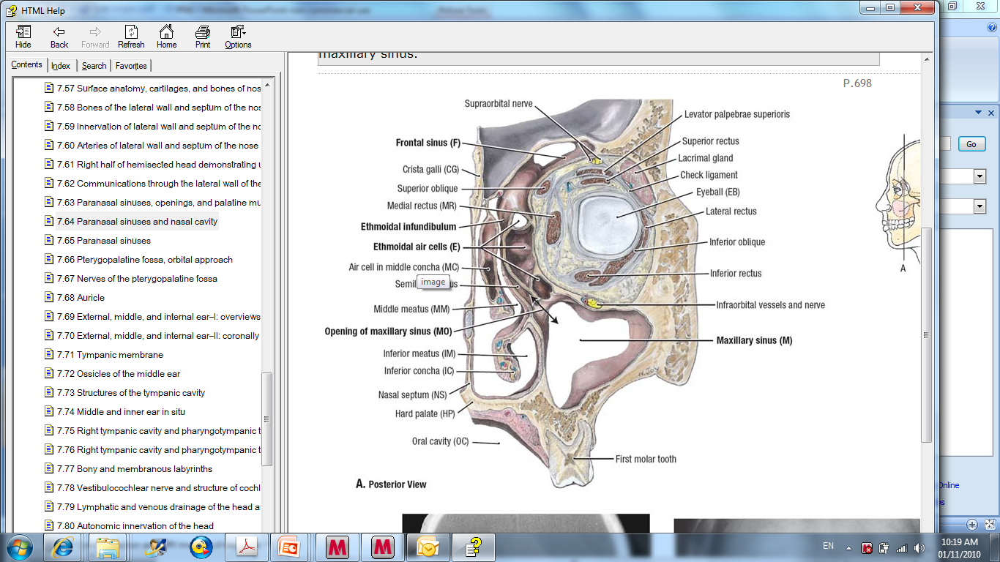 HTML Help
Hide
Back
Forward
Refresh
Home
Print
Options
Contents
Index
Search
Favorites
7.57 Surface anatomy, cartilages, and bones of nos
7.58 Bones of the lateral wall and septum of the nos
7.59 Innervation of lateral wall and septum of the no
7.60 Arteries of lateral wall and septum of the nose
7.61 Right half of hemisected head demonstrating u
7.62 Communications through the lateral wall of the
7.63 Paranasal sinuses, openings, and palatine mu
7.64 Paranasal sinuses and nasal cavity
7.65 Paranasal sinuses
7.66 Pterygopalatine fossa, orbital approach
7.67 Nerves of the pterygopalatine fossa
7.68 Auricle
7.69 External, middle, and internal ear–I: overviews
7.70 External, middle, and internal ear–II: coronally
7.71 Tympanic membrane
7.72 Ossicles of the middle ear
7.73 Structures of the tympanic cavity
7.74 Middle and inner ear in situ
7.75 Right tympanic cavity and pharyngotympanic t
7.76 Right tympanic cavity and pharyngotympanic t
7.77 Bony and membranous labyrinths
7.78 Vestibulocochlear nerve and structure of cochl
7.79 Lymphatic and venous drainage of the head a
7.80 Autonomic innervation of the head
maxillary sinus.
P.698
Supraorbital nerve
Frontal sinus (F)
Crista galli (CG)
Superior oblique
Medial rectus (MR)
Ethmoidal infundibulum
Ethmoidal air cells (E)
Air cell in middle concha (MC)
Semil us
image
Middle meatus (MM)
Opening of maxillary sinus (MO)
Inferior meatus (IM)
Inferior concha (IC)
Nasal septum (NS)
Hard palate (HP)
Oral cavity (OC)
Levator palpebrae superioris
Superior rectus
Lacrimal gland
Check ligament
Eyeball (EB)
Lateral rectus
Inferior oblique
Inferior rectus
Infraorbital vessels and nerve
Maxillary sinus (M)
First molar tooth
N. JOY
A. Posterior View
A
Go
Online
EN
10:19 AM
01/11/2010